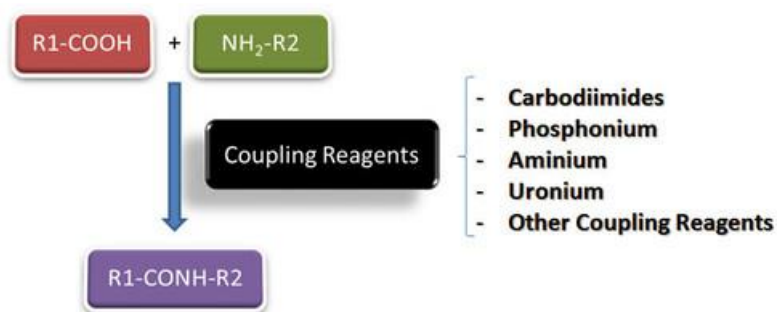 R1-COOH + NH₂-R2
Coupling Reagents
- Carbodiimides
- Phosphonium
- Aminium
- Uronium
- Other Coupling Reagents
R1-CONH-R2